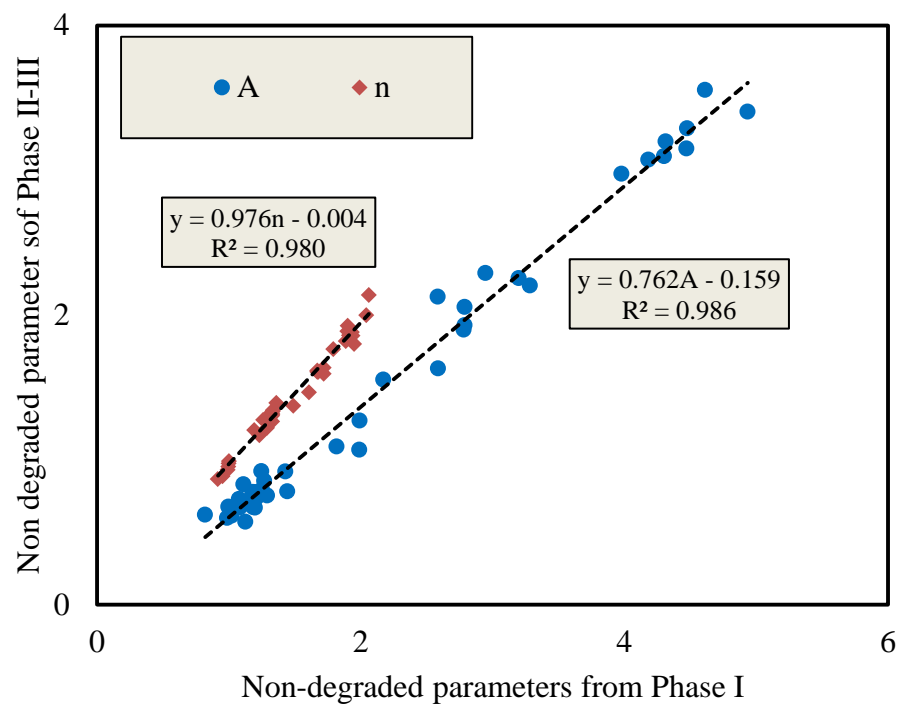 4
A n
y = 0.976n - 0.004
R² = 0.980
y = 0.762A - 0.159
R² = 0.986
2
0
0 2 4 6
Non degraded parameter sof Phase II-III
Non-degraded parameters from Phase I